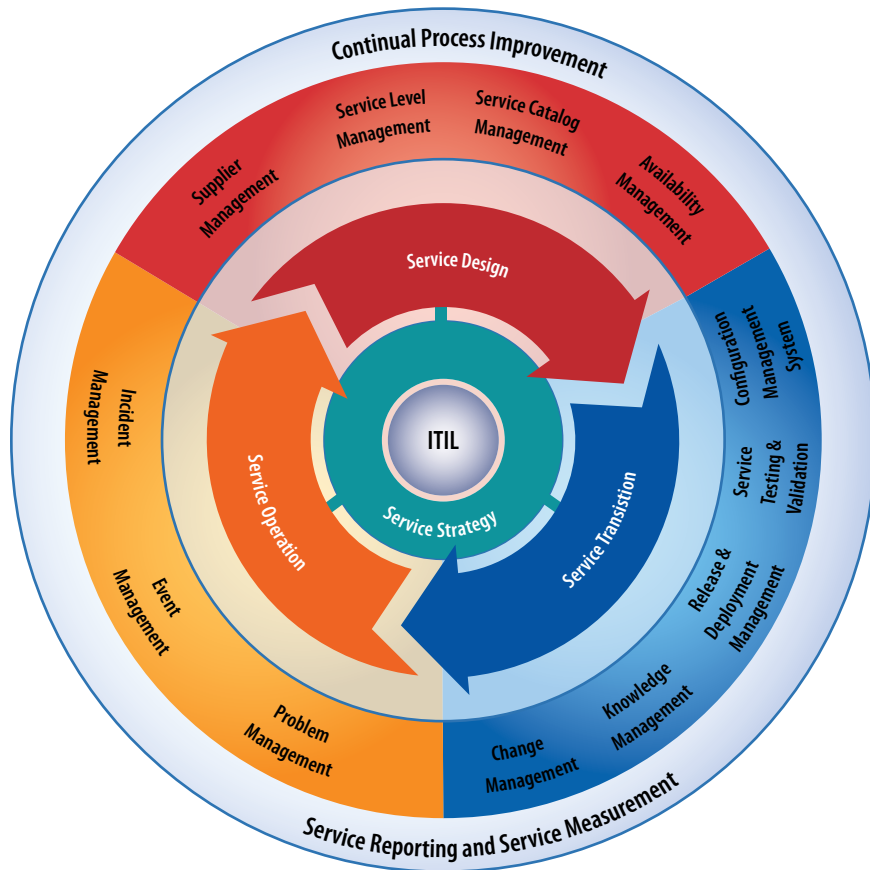 Continual Process Improvement
Service Level
Management
Service Catalog
Management
Supplier
Management
Availability
Management
Service Design
System
Management
Configuration
Incident
Management
ITIL
Service
Testing &
Validation
Service Operation
Service Strategy
Service Transistion
Release &
Deployment
Management
Event
Management
Knowledge
Management
Problem
Management
Change
Management
Service Reporting and Service Measurement